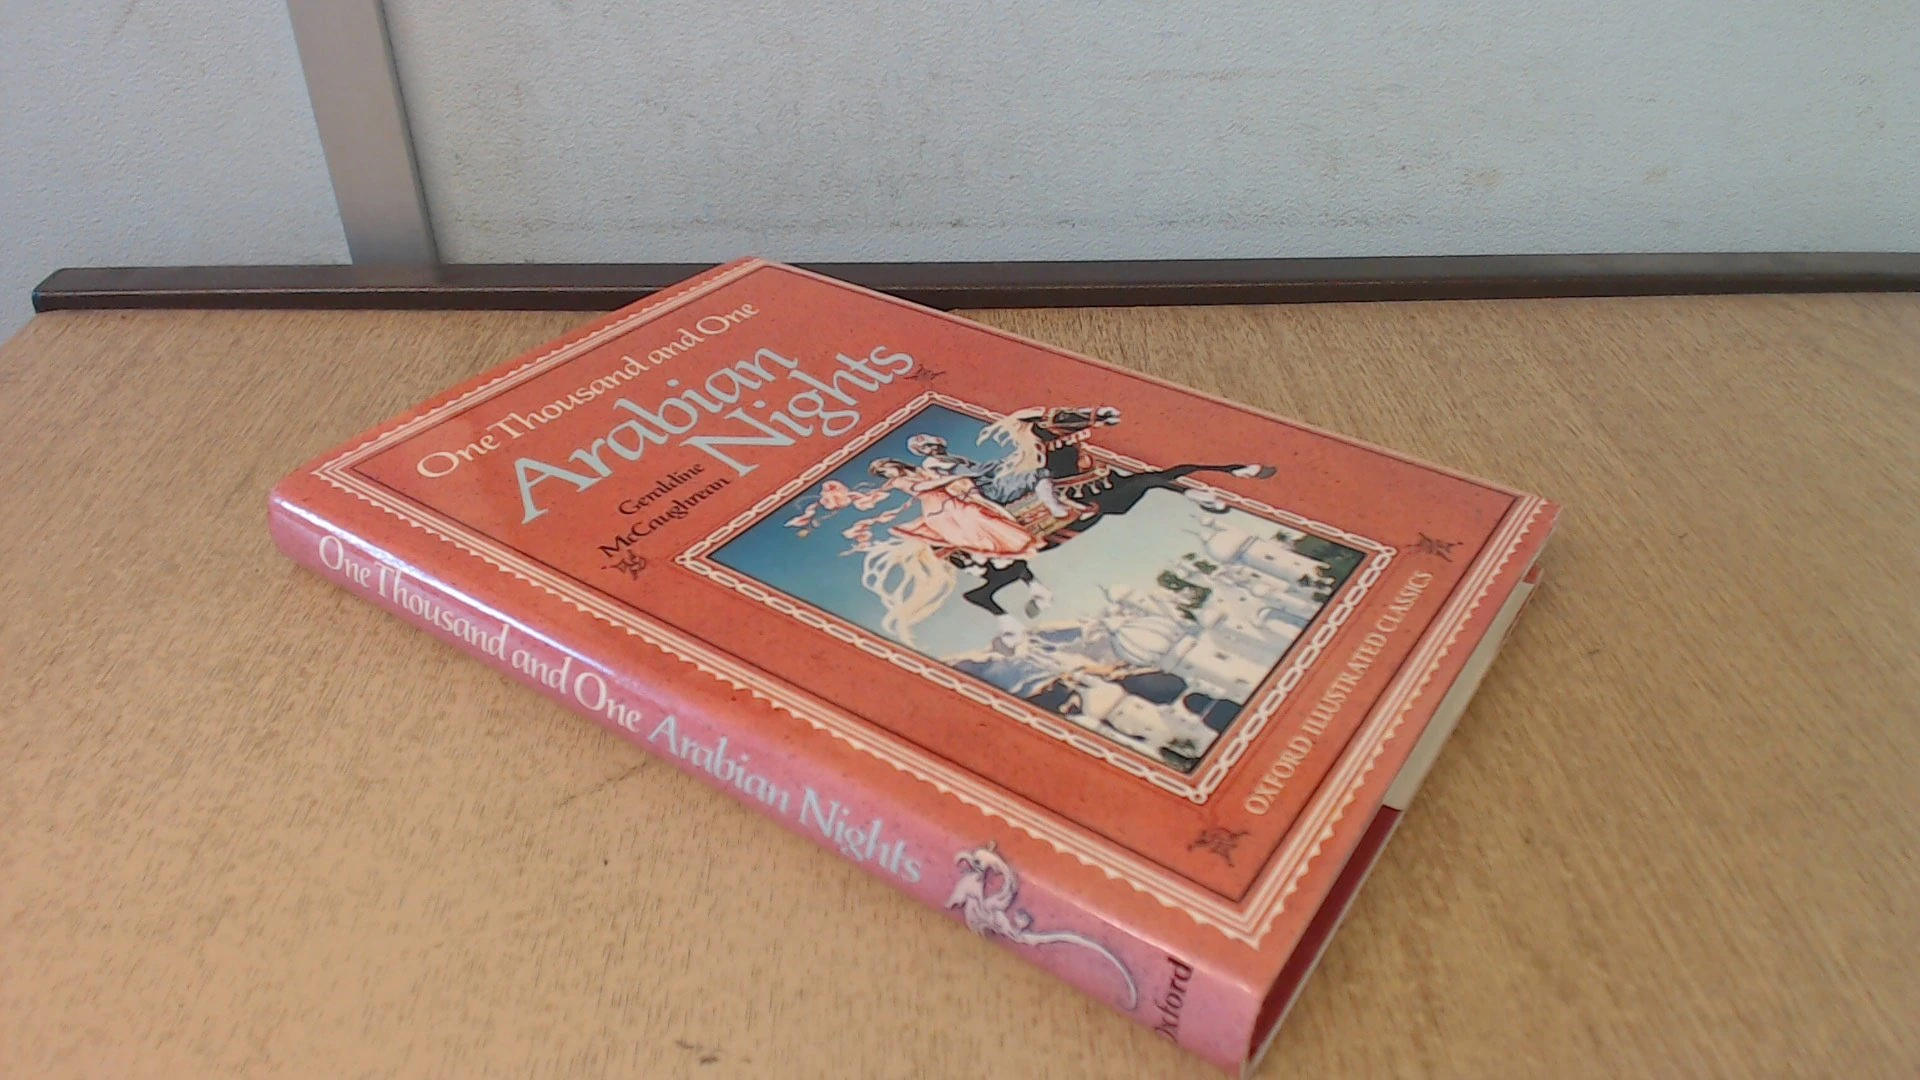 One Thousand and One
Arabian
Nights
Geraldine
McCaughrean
OXFORD ILLUSTRATED CLASSICS
One Thousand and One Arabian Nights
Oxford